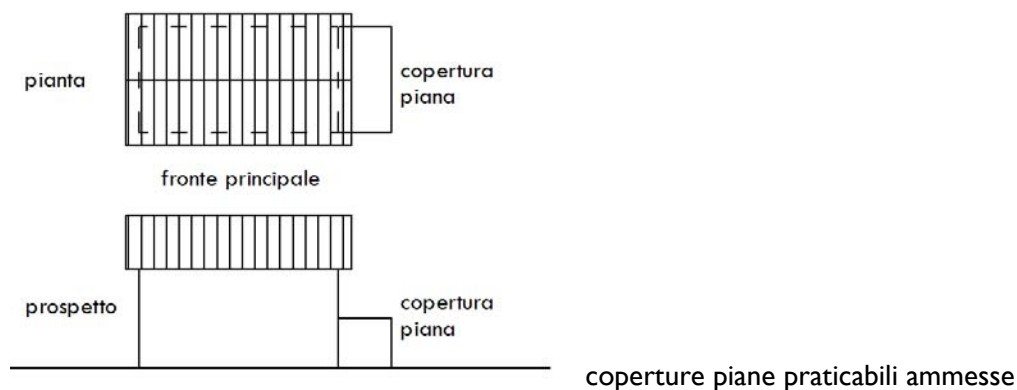 pianta
copertura
piana
fronte principale
prospetto
copertura
piana
coperture piane praticabili ammesse